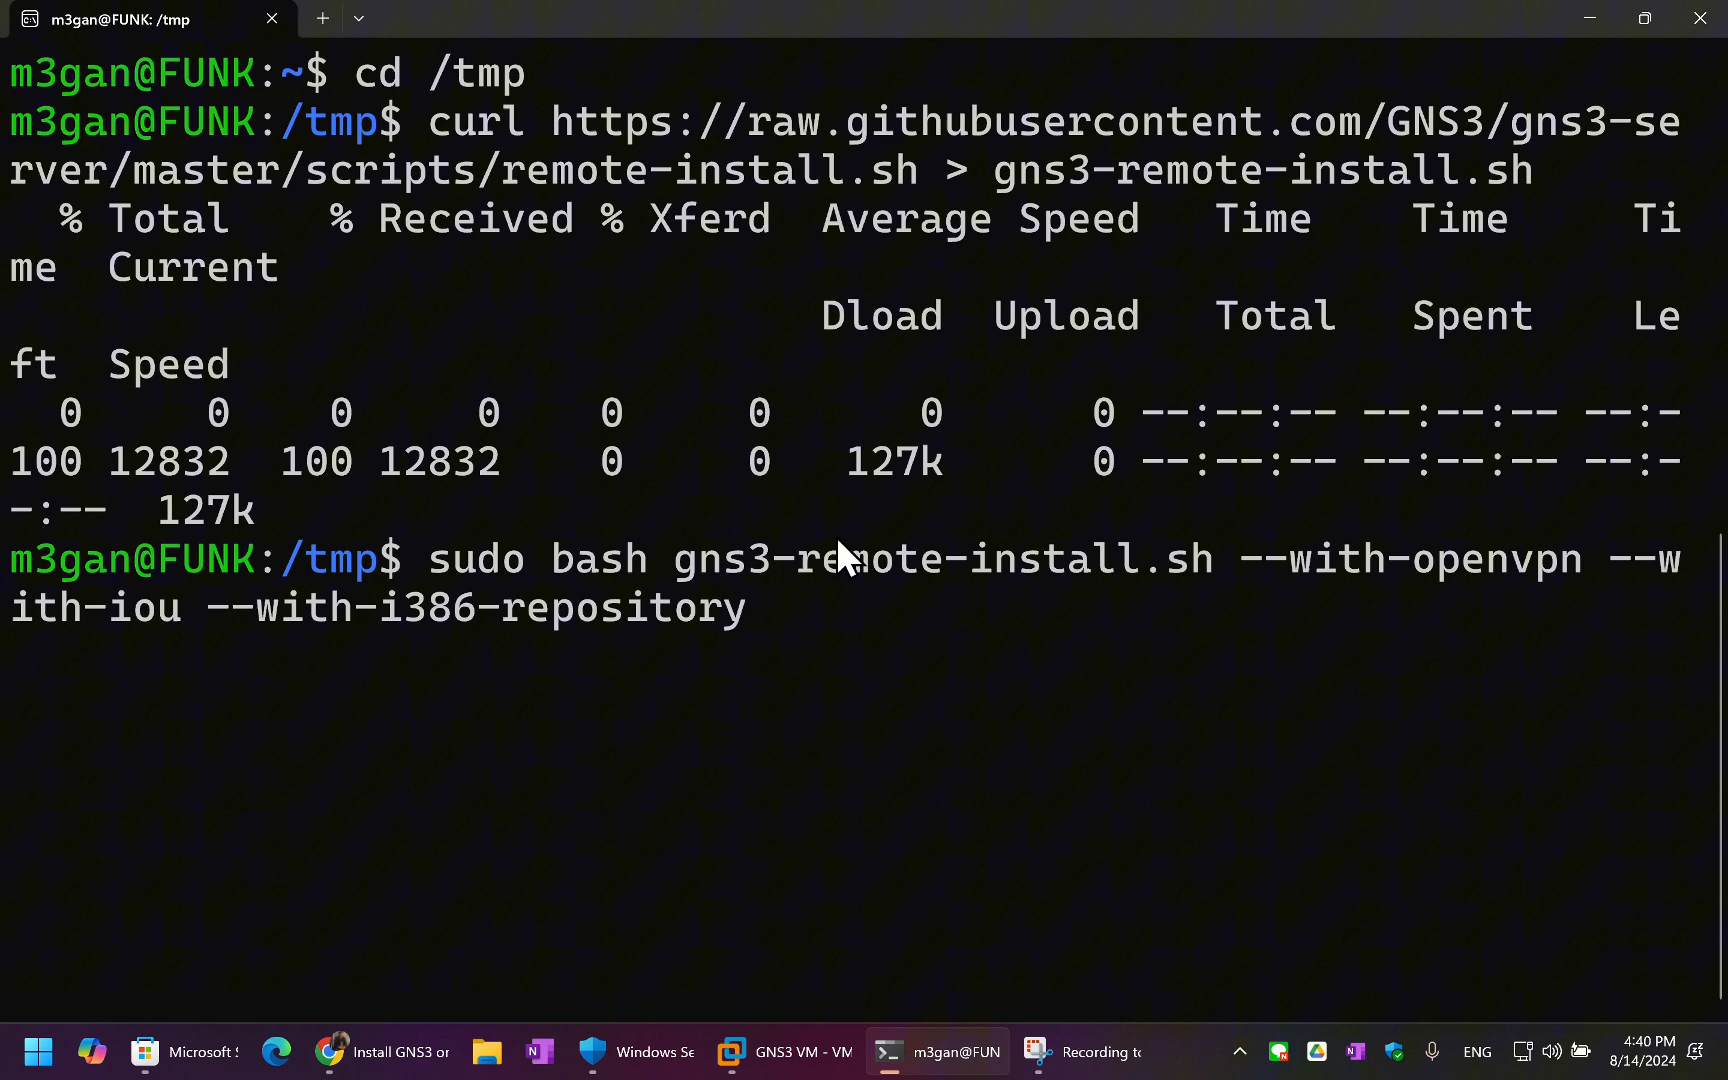 m3gan@FUNK: /tmp
m3gan@FUNK:~$ cd /tmp
m3gan@FUNK:/tmp$ curl https://raw.githubusercontent.com/GNS3/gns3-se
rver/master/scripts/remote-install.sh > gns3-remote-install.sh
% Total % Received % Xferd Average Speed Time Time Ti
me Current
Dload Upload Total Spent Le
ft Speed
0 0 0 0 0 0 0 0 --:--:-- --:--:-- --:-
100 12832 100 12832 0 0 127k 0 --:--:-- --:--:-- --:-
-:-- 127k
m3gan@FUNK:/tmp$ sudo bash gns3-remote-install.sh --with-openvpn --w
ith-iou --with-i386-repository
Microsoft S Install GNS3 or Windows Se GNS3 VM - VM m3gan@FUN Recording to ENG 4:40 PM
8/14/2024